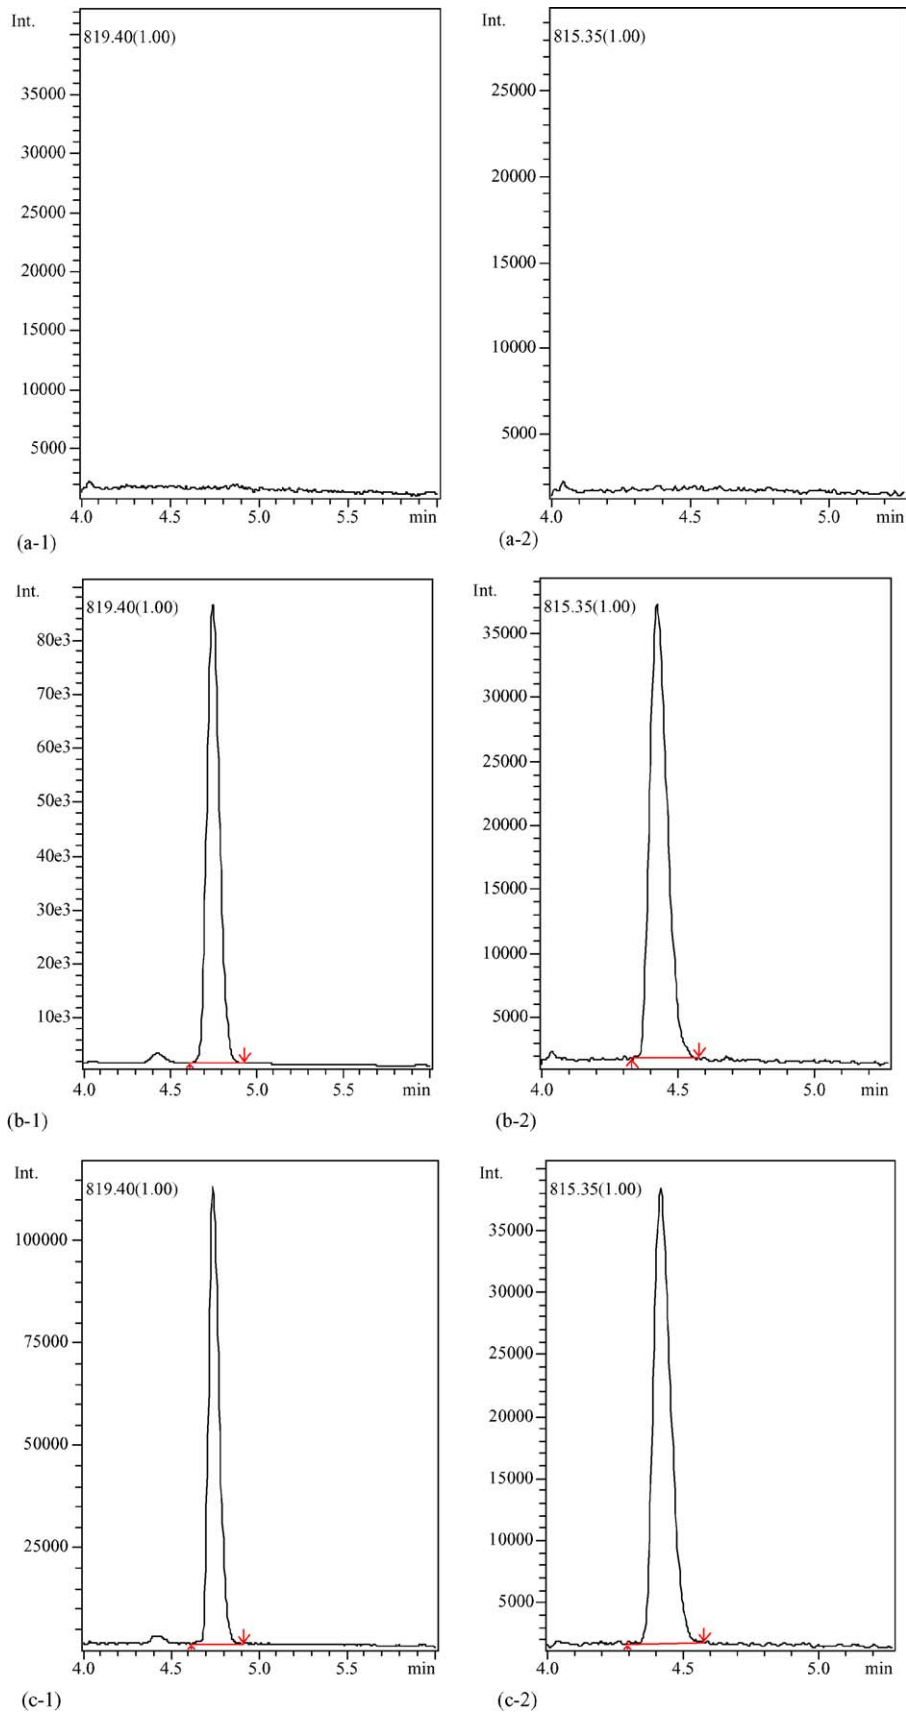 Int.
819.40(1.00)
35000
30000
25000
20000
15000
10000
5000
4.0 4.5 5.0 5.5 min
(a-1)
Int.
815.35(1.00)
25000
20000
15000
10000
5000
4.0 4.5 5.0 min
(a-2)
Int.
819.40(1.00)
80e3
70e3
60e3
50e3
40e3
30e3
20e3
10e3
4.0 4.5 5.0 5.5 min
(b-1)
Int.
815.35(1.00)
35000
30000
25000
20000
15000
10000
5000
4.0 4.5 5.0 min
(b-2)
Int.
819.40(1.00)
100000
75000
50000
25000
4.0 4.5 5.0 5.5 min
(c-1)
Int.
815.35(1.00)
35000
30000
25000
20000
15000
10000
5000
4.0 4.5 5.0 min
(c-2)